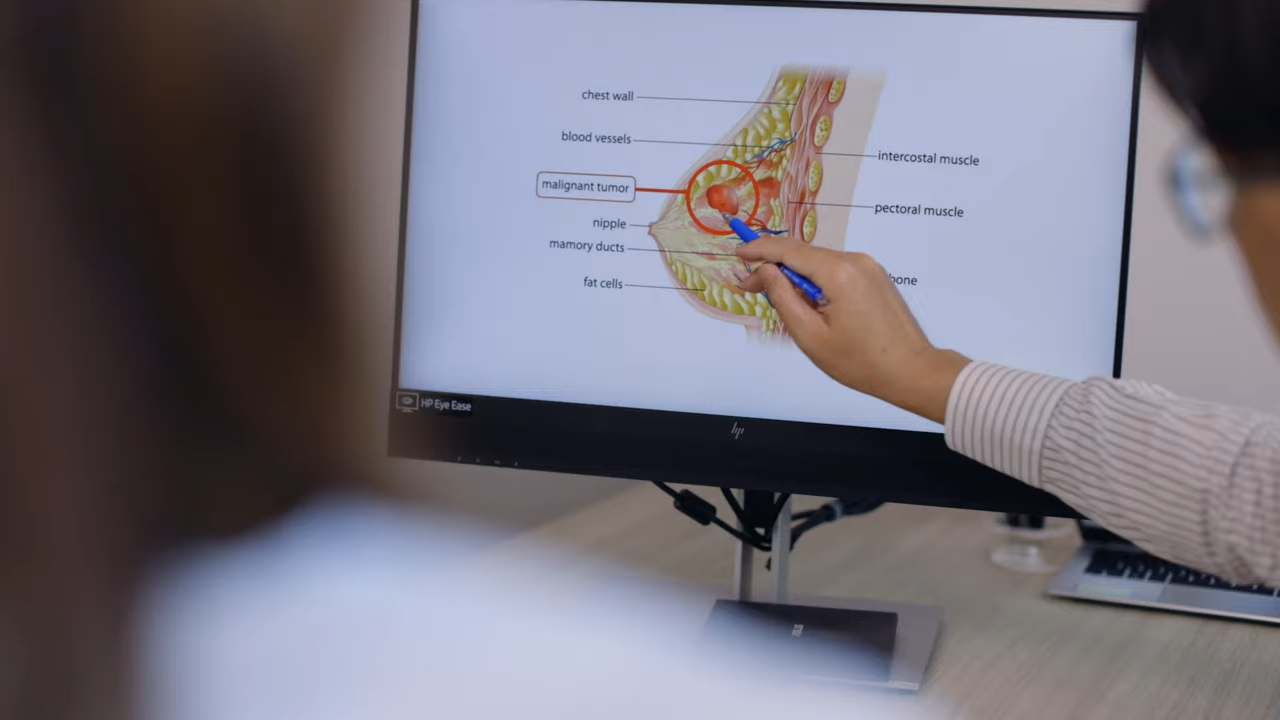 chest wall
blood vessels
intercostal muscle
malignant tumor
pectoral muscle
nipple
mamory ducts
fat cells
bone
HP Eye Ease
hp